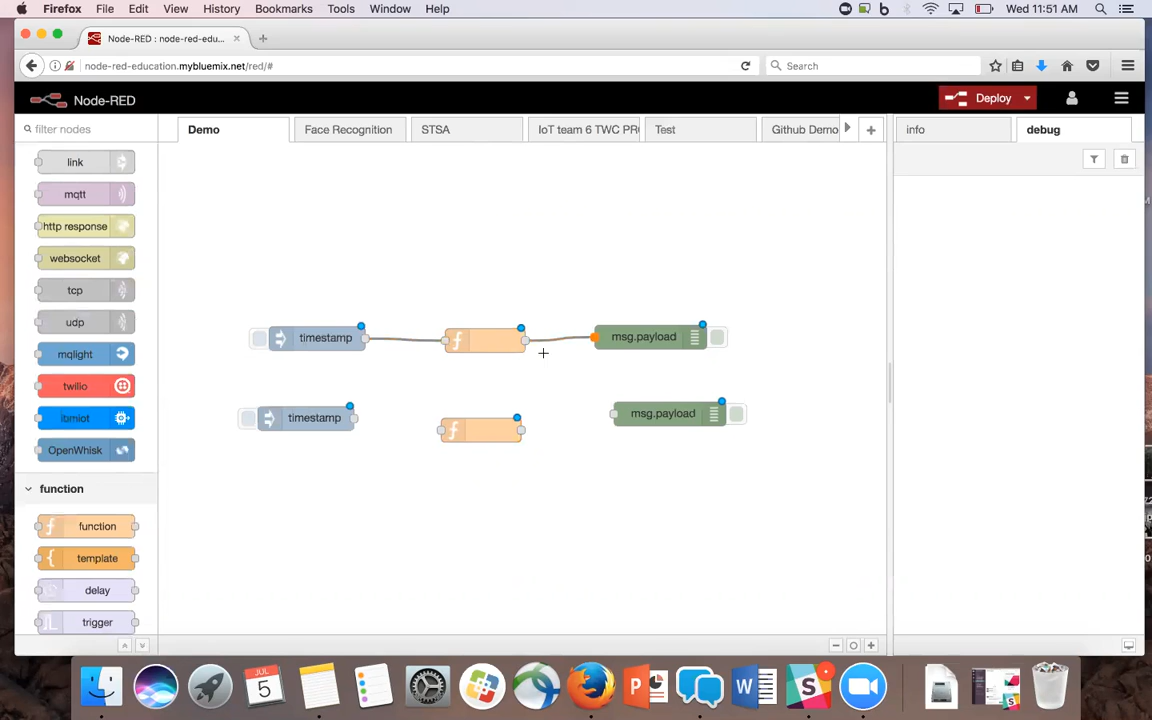 Firefox File Edit View History Bookmarks Tools Window Help Wed 11:51 AM
Node-RED : node-red-edu...
node-red-education.mybluemix.net/red/#
Search
Node-RED
Deploy
filter nodes
Demo
Face Recognition
STSA
IoT team 6 TWC PR
Test
Github Demo
info
debug
link
mqtt
http response
websocket
tcp
udp
mqlight
twilio
ibmiot
OpenWhisk
function
function
template
delay
trigger
timestamp
msg.payload
timestamp
msg.payload
JUL
5